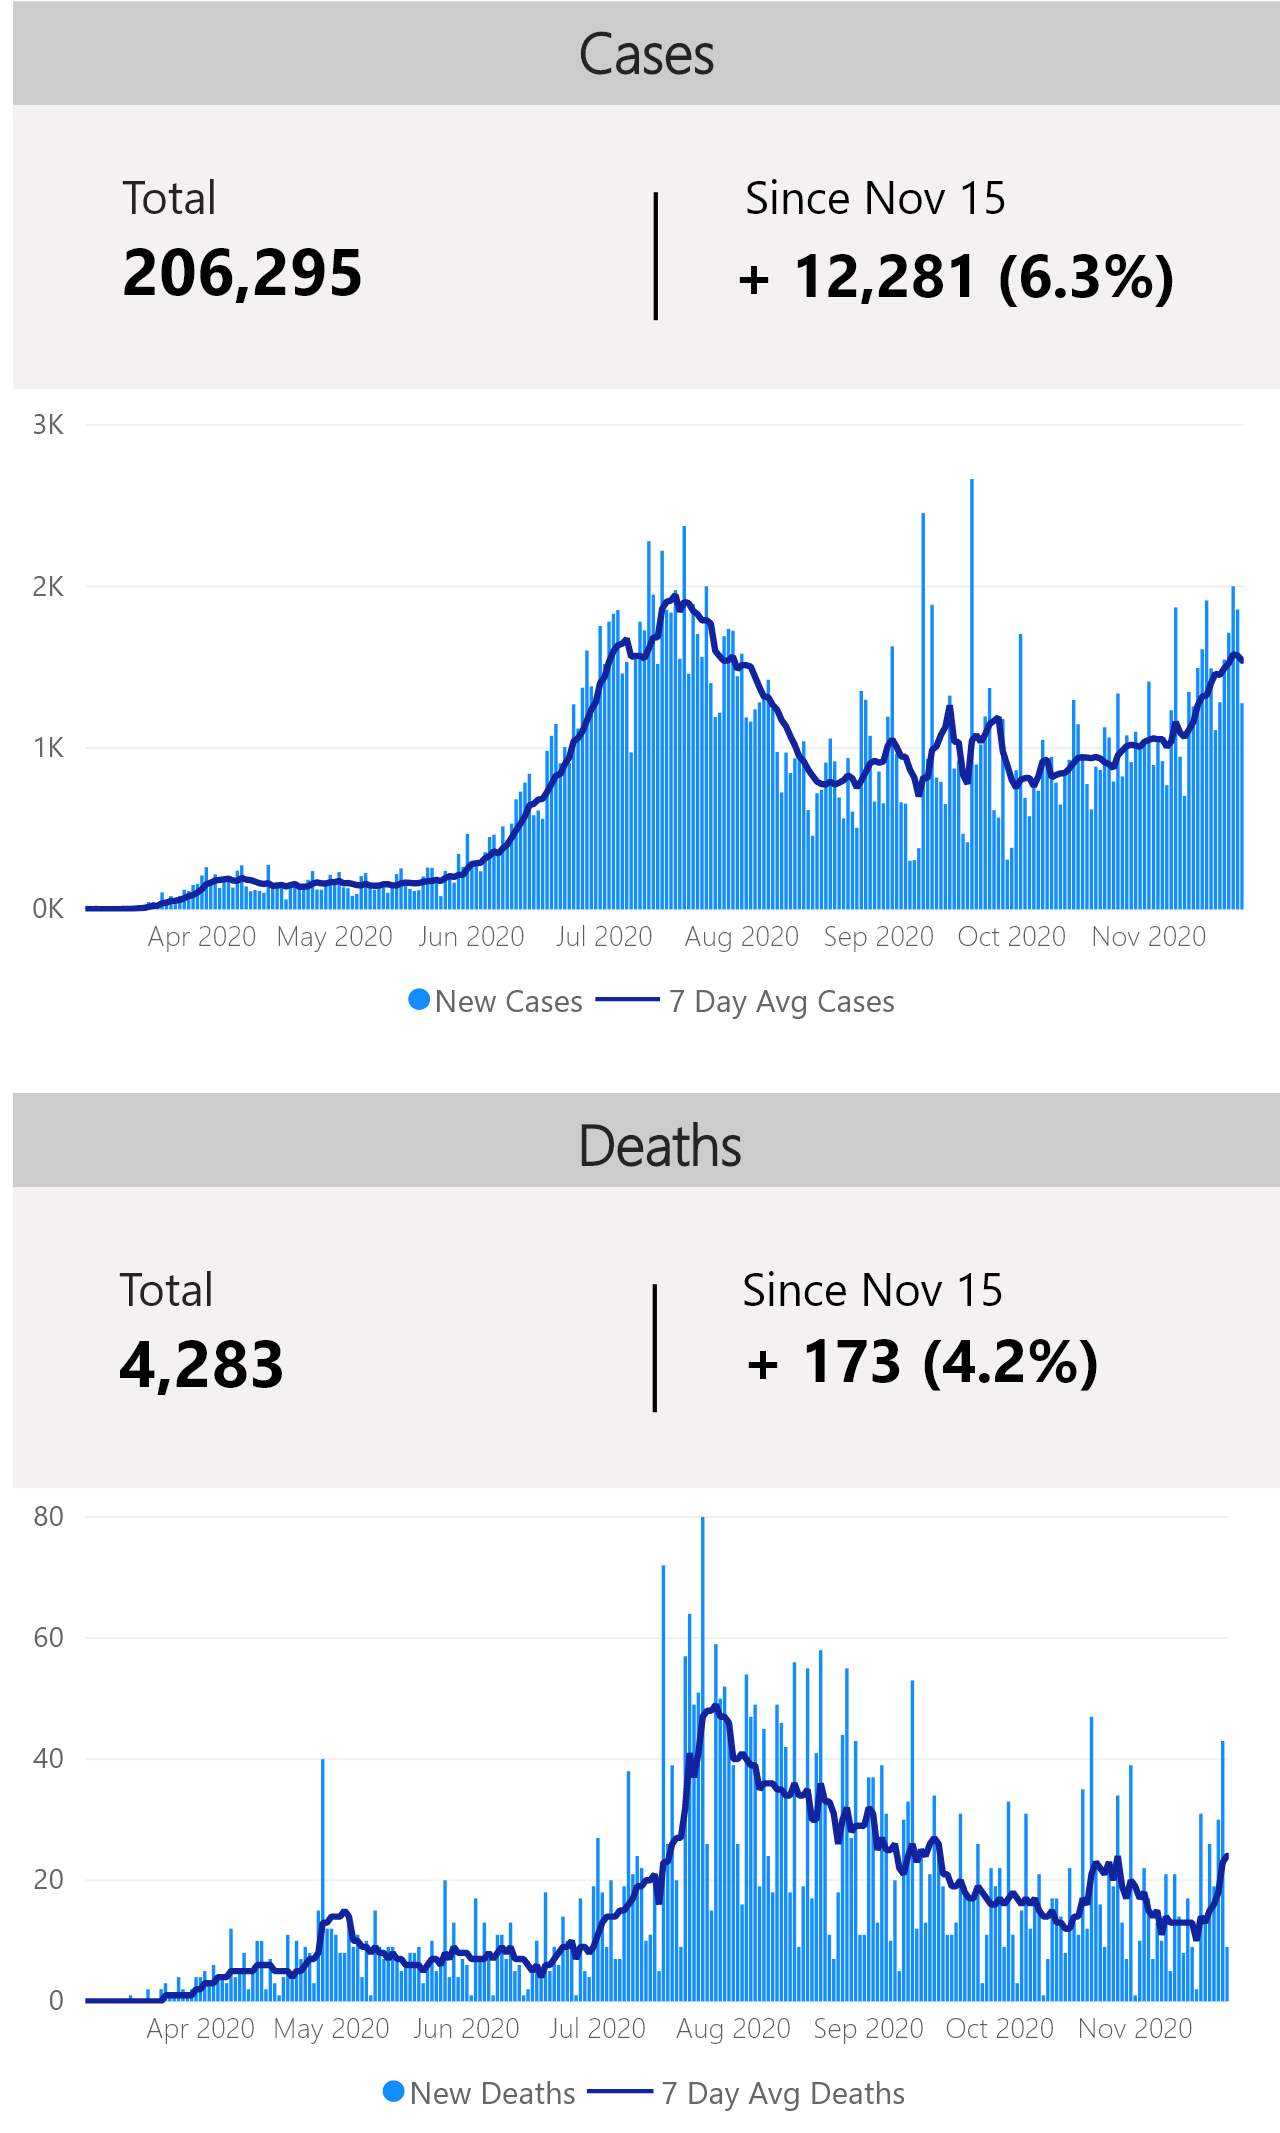 Cases
Total
Since Nov 15
206,295
+ 12,281 (6.3%)
3K
2K
1K
0K
Apr 2020 May 2020 Jun 2020 Jul 2020 Aug 2020 Sep 2020 Oct 2020 Nov 2020
New Cases 7 Day Avg Cases
Deaths
Total
Since Nov 15
4,283
+ 173 (4.2%)
80
60
40
20
0
Apr 2020 May 2020 Jun 2020 Jul 2020 Aug 2020 Sep 2020 Oct 2020 Nov 2020
New Deaths 7 Day Avg Deaths